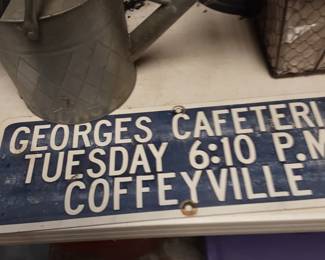 GEORGES CAFETERI
TUESDAY 6:10 P.M
COFFEYVILLE